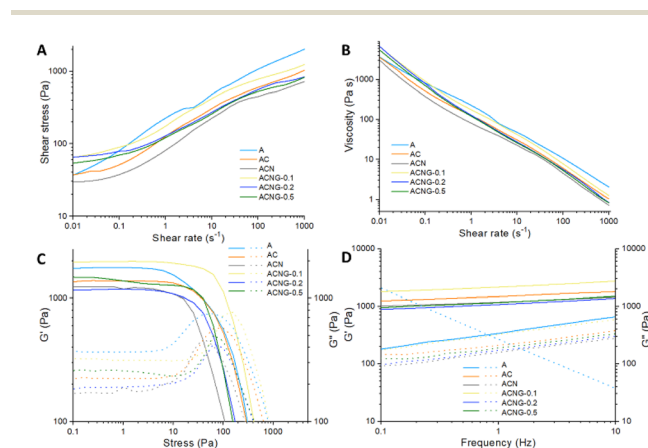 A
Shear stress (Pa)
1000
100
10
0.01
0.1
1
10
100
1000
Shear rate (s⁻¹)
A
AC
ACN
ACNG-0.1
ACNG-0.2
ACNG-0.5
B
Viscosity (Pa s)
1000
100
10
1
0.01
0.1
1
10
100
1000
Shear rate (s⁻¹)
A
AC
ACN
ACNG-0.1
ACNG-0.2
ACNG-0.5
C
G' (Pa)
1000
100
0.1
1
10
100
1000
Stress (Pa)
1000
100
G'' (Pa)
A
AC
ACN
ACNG-0.1
ACNG-0.2
ACNG-0.5
D
G' (Pa)
10000
1000
100
10
0.1
1
10
Frequency (Hz)
10000
1000
100
10
G'' (Pa)
A
AC
ACN
ACNG-0.1
ACNG-0.2
ACNG-0.5